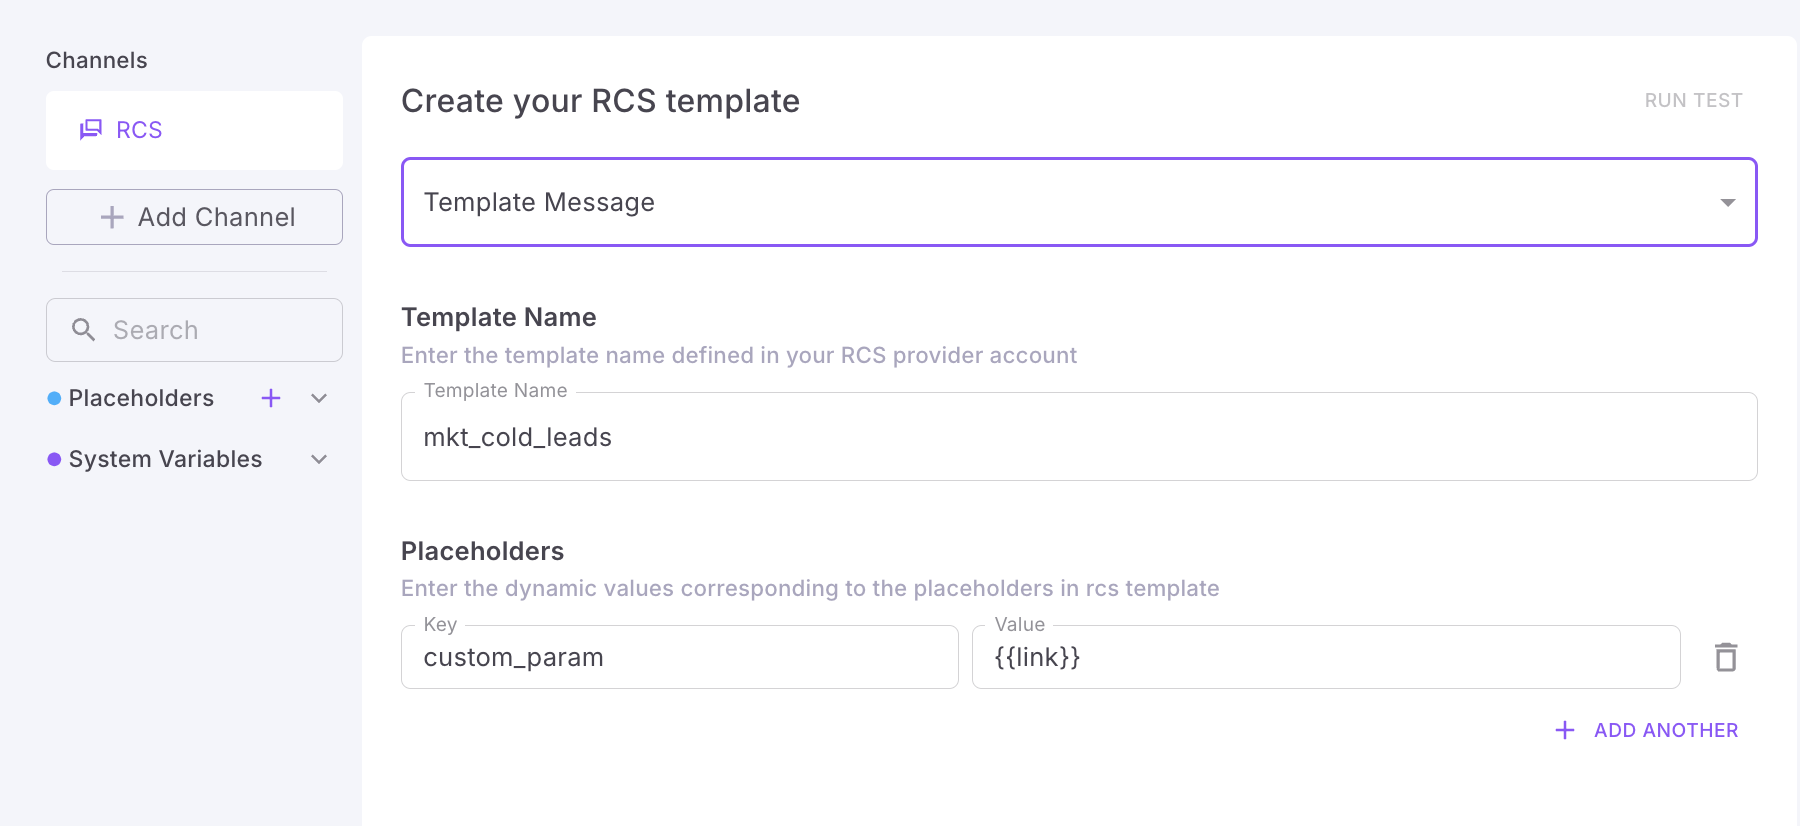 Channels
RCS
Add Channel
Search
Placeholders
System Variables
Create your RCS template
RUN TEST
Template Message
Template Name
Enter the template name defined in your RCS provider account
Template Name
mkt_cold_leads
Placeholders
Enter the dynamic values corresponding to the placeholders in rcs template
Key
custom_param
Value
{{link}}
ADD ANOTHER